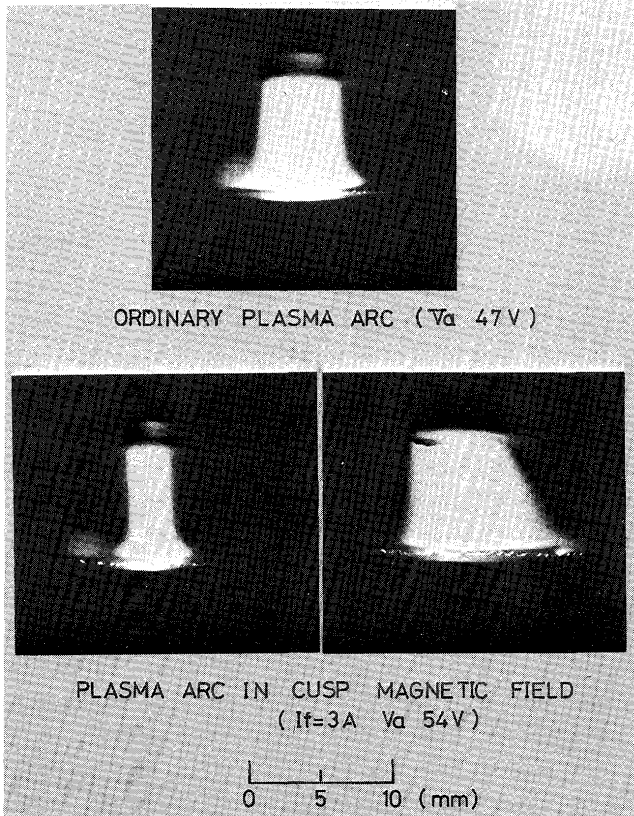 ORDINARY PLASMA ARC (Va 47V)
PLASMA ARC IN CUSP MAGNETIC FIELD
(If=3A Va 54V)
0 5 10 (mm)